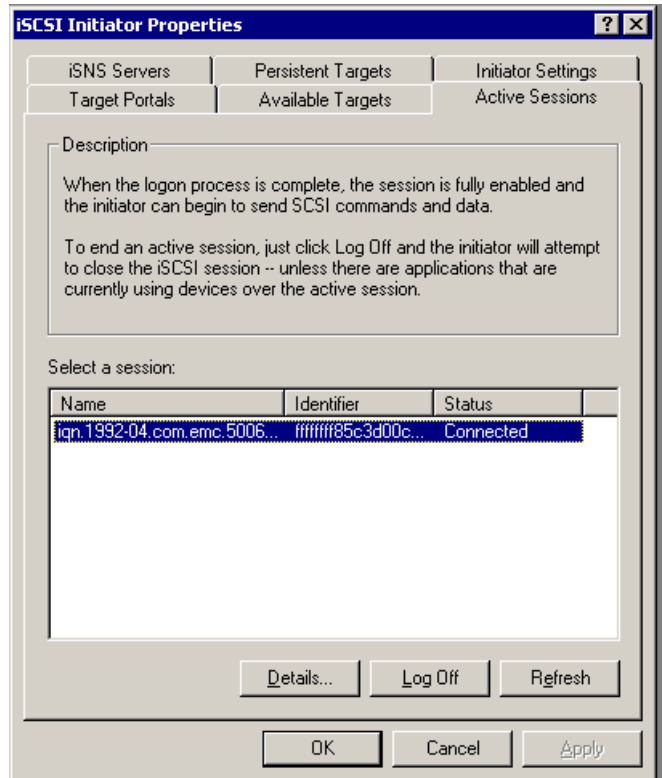 iSCSI Initiator Properties
iSNS Servers Persistent Targets Initiator Settings
Target Portals Available Targets Active Sessions
Description
When the logon process is complete, the session is fully enabled and
the initiator can begin to send SCSI commands and data.
To end an active session, just click Log Off and the initiator will attempt
to close the iSCSI session -- unless there are applications that are
currently using devices over the active session.
Select a session:
Name Identifier Status
iqn.1992-04.com.emc.5006... ffffffff85c3d00c... Connected
Details... Log Off Refresh
OK Cancel Apply